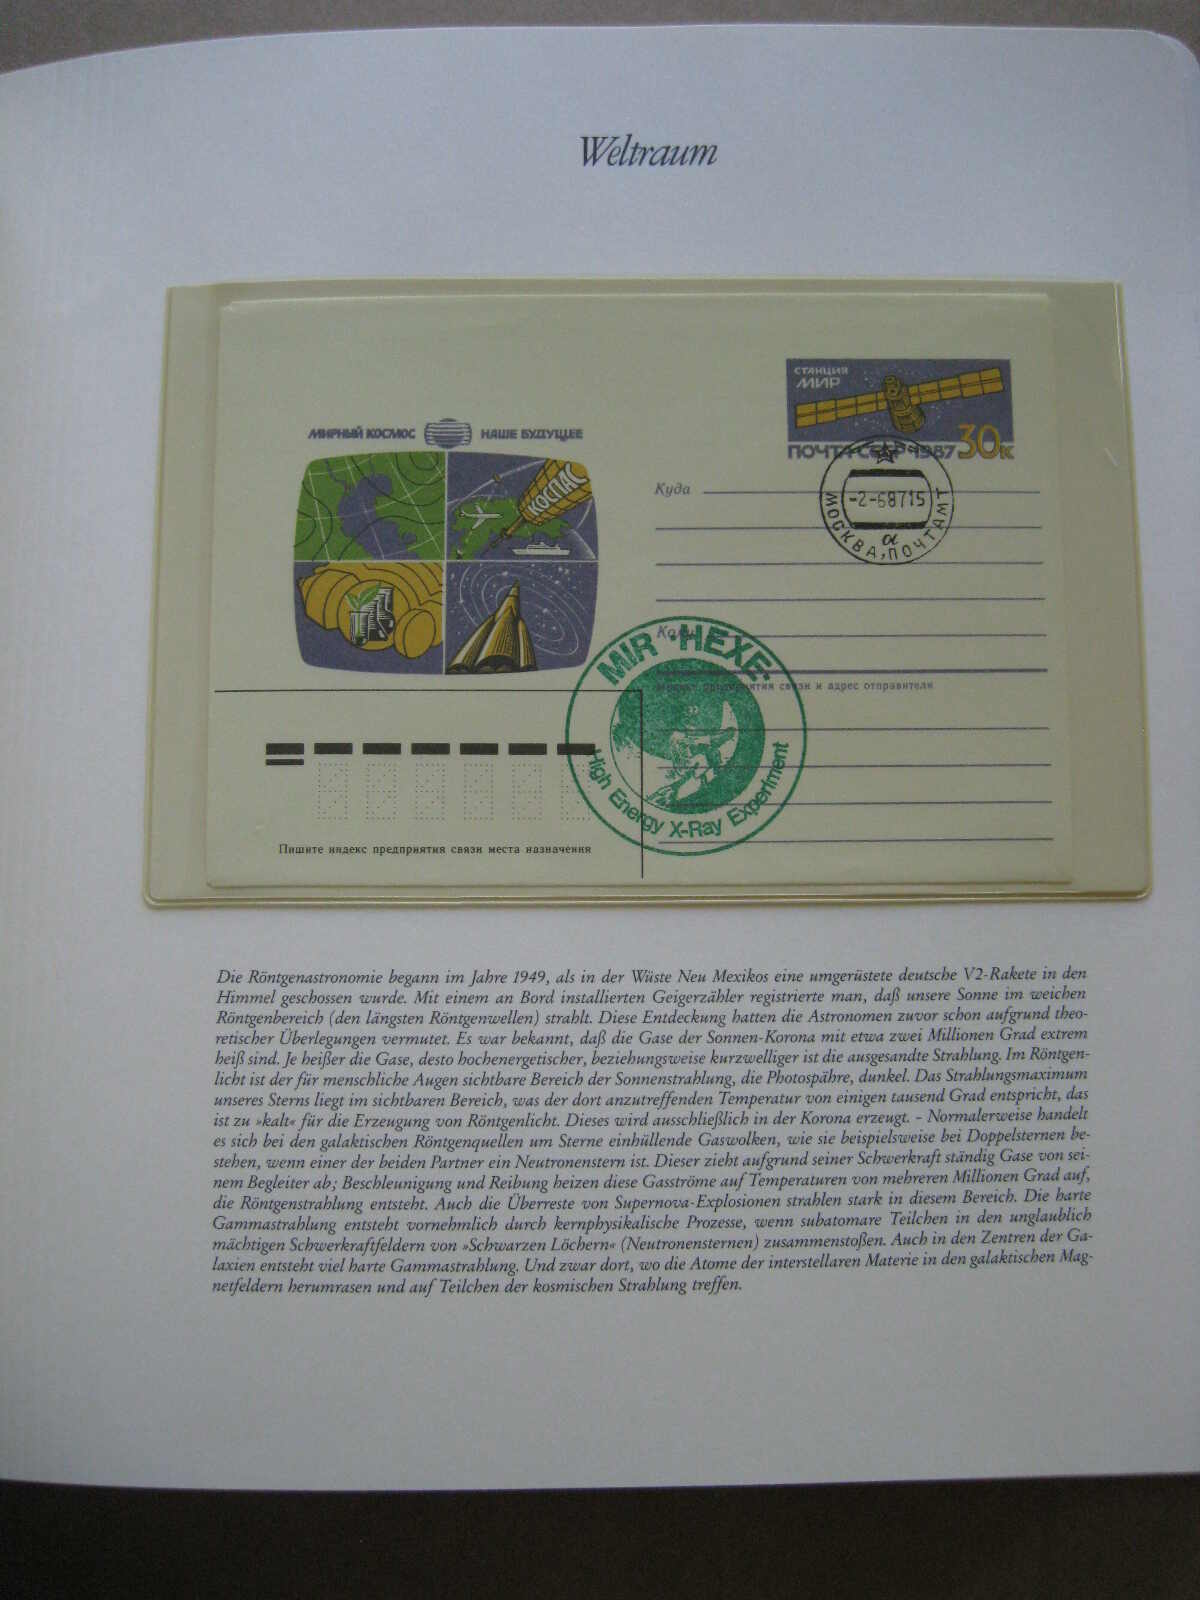 Weltraum
СТАНЦИЯ
МИР
ПОЧТА СССР 1987 30к
МИРНЫЙ КОСМОС НАШЕ БУДУЩЕЕ
КОСПАС
Куда
-2-68715
МОСКВА, ПОЧТАМТ
α
Кому
MIR-HEXE-
High Energy X-Ray Experiment
Индекс предприятия связи и адрес отправителя
Пишите индекс предприятия связи места назначения
Die Röntgenastronomie begann im Jahre 1949, als in der Wüste Neu Mexikos eine umgerüstete deutsche V2-Rakete in den
Himmel geschossen wurde. Mit einem an Bord installierten Geigerzähler registrierte man, daß unsere Sonne im weichen
Röntgenbereich (den längsten Röntgenwellen) strahlt. Diese Entdeckung hatten die Astronomen zuvor schon aufgrund theo-
retischer Überlegungen vermutet. Es war bekannt, daß die Gase der Sonnen-Korona mit etwa zwei Millionen Grad extrem
heiß sind. Je heißer die Gase, desto hochenergetischer, beziehungsweise kurzwelliger ist die ausgesandte Strahlung. Im Röntgen-
licht ist der für menschliche Augen sichtbare Bereich der Sonnenstrahlung, die Photospähre, dunkel. Das Strahlungsmaximum
unseres Sterns liegt im sichtbaren Bereich, was der dort anzutreffenden Temperatur von einigen tausend Grad entspricht, das
ist zu »kalt« für die Erzeugung von Röntgenlicht. Dieses wird ausschließlich in der Korona erzeugt. - Normalerweise handelt
es sich bei den galaktischen Röntgenquellen um Sterne einhüllende Gaswolken, wie sie beispielsweise bei Doppelsternen be-
stehen, wenn einer der beiden Partner ein Neutronenstern ist. Dieser zieht aufgrund seiner Schwerkraft ständig Gase von sei-
nem Begleiter ab; Beschleunigung und Reibung heizen diese Gasströme auf Temperaturen von mehreren Millionen Grad auf,
die Röntgenstrahlung entsteht. Auch die Überreste von Supernova-Explosionen strahlen stark in diesem Bereich. Die harte
Gammastrahlung entsteht vornehmlich durch kernphysikalische Prozesse, wenn subatomare Teilchen in den unglaublich
mächtigen Schwerkraftfeldern von »Schwarzen Löchern« (Neutronensternen) zusammenstoßen. Auch in den Zentren der Ga-
laxien entsteht viel harte Gammastrahlung. Und zwar dort, wo die Atome der interstellaren Materie in den galaktischen Mag-
netfeldern herumrasen und auf Teilchen der kosmischen Strahlung treffen.